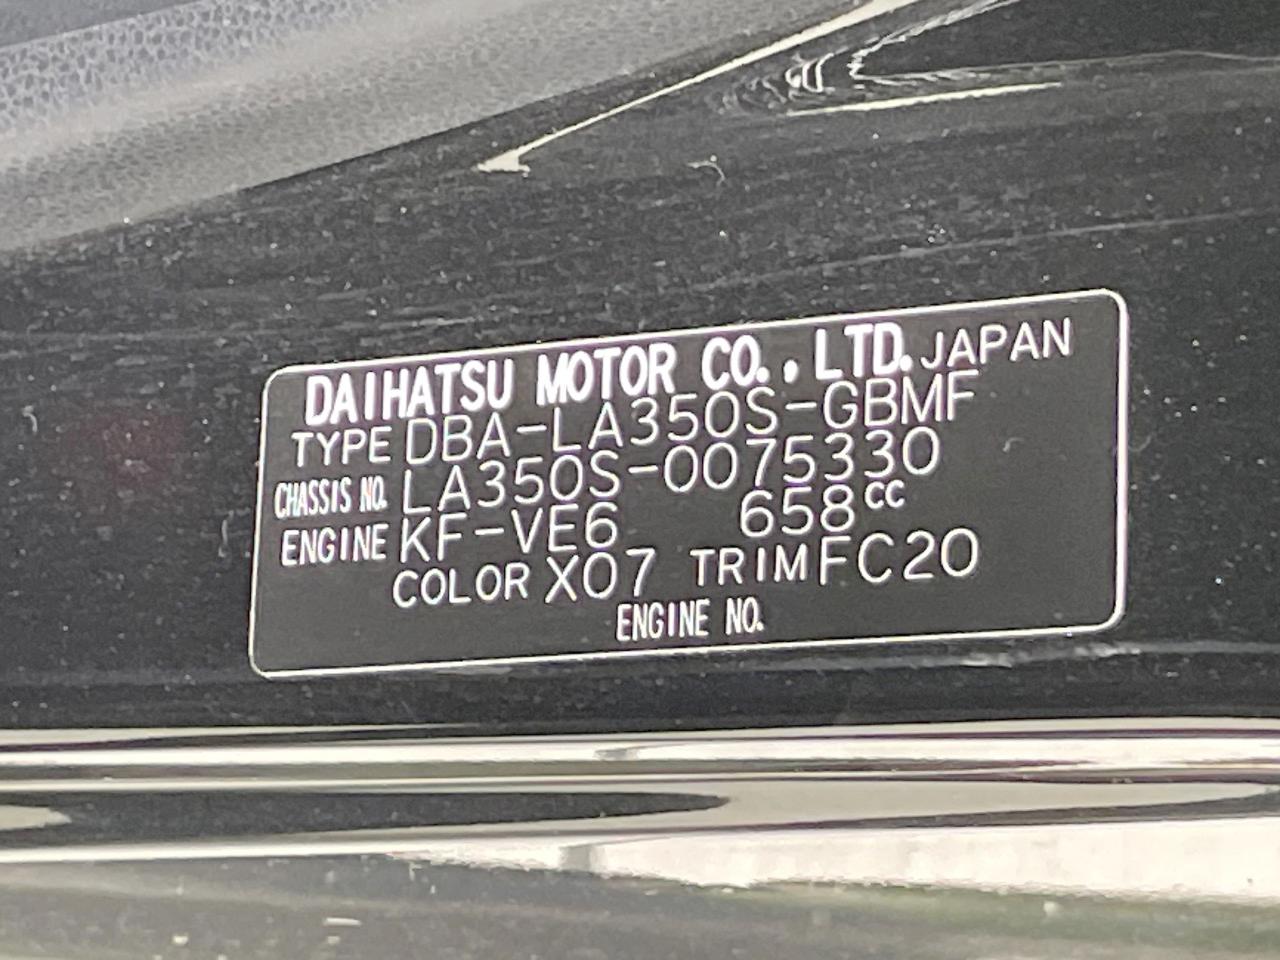 DAIHATSU MOTOR CO., LTD. JAPAN
TYPE DBA-LA350S-GBMF
CHASSIS NO. LA350S-0075330
ENGINE KF-VE6 658cc
COLOR X07 TRIM FC20
ENGINE NO.